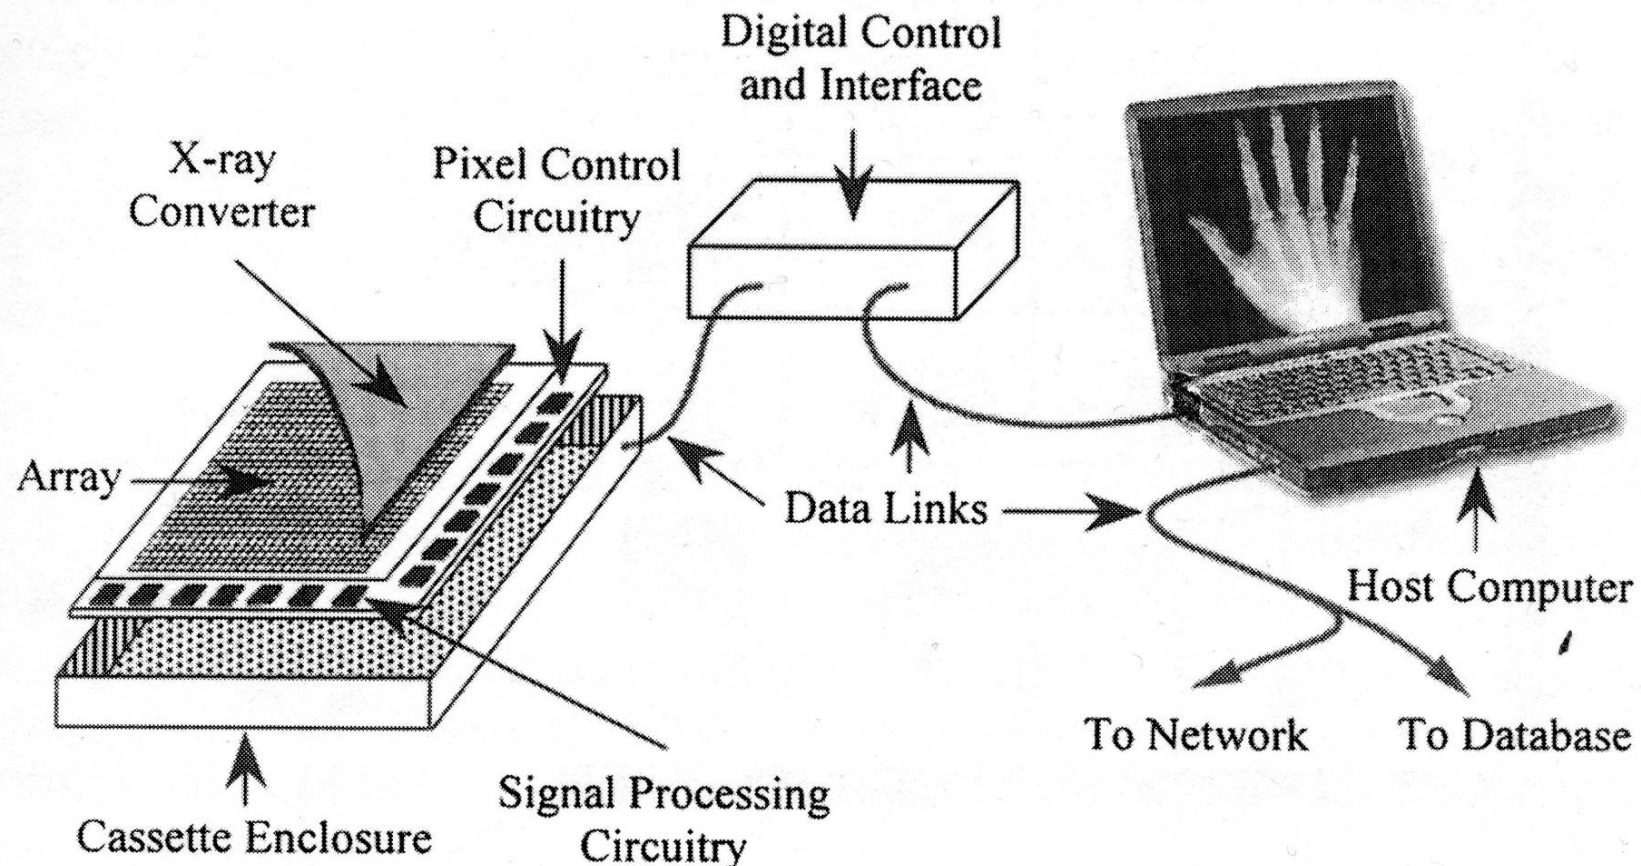 Digital Control
and Interface
X-ray
Converter
Pixel Control
Circuitry
Array
Data Links
Host Computer
To Network
To Database
Signal Processing
Circuitry
Cassette Enclosure